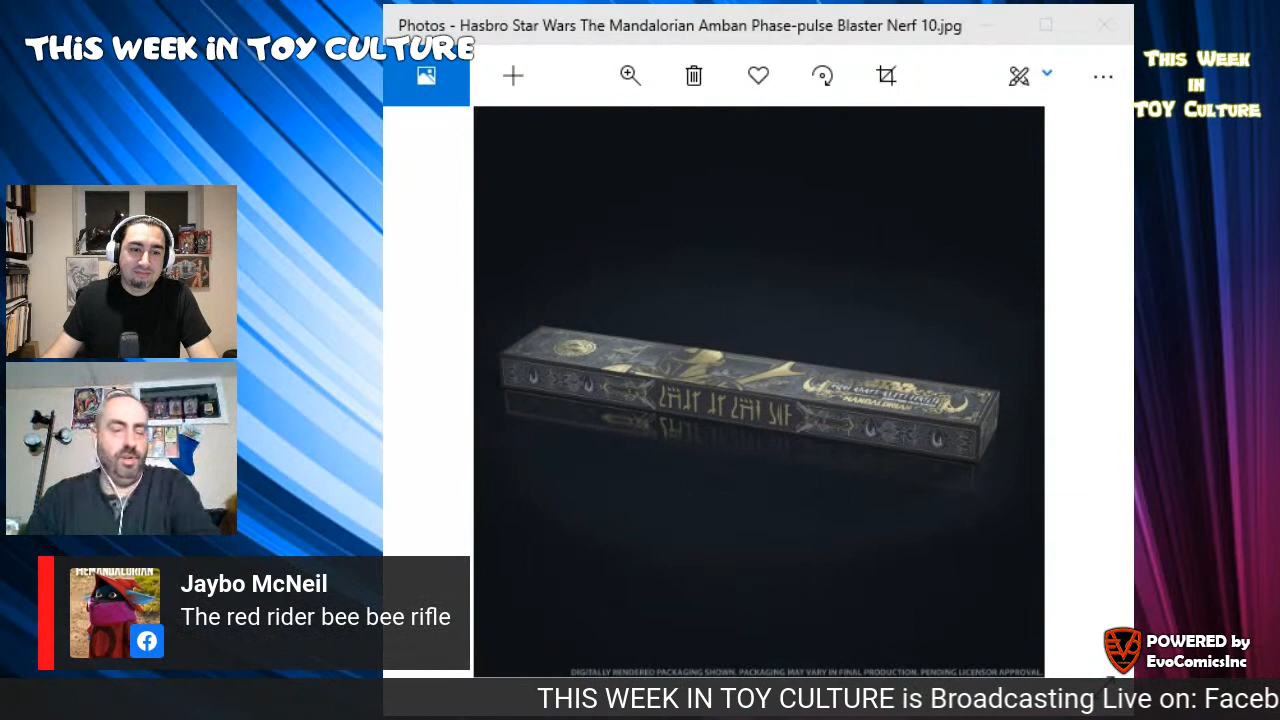 Photos - Hasbro Star Wars The Mandalorian Amban Phase-pulse Blaster Nerf 10.jpg
THiS WEEK iN TOY CULTURE
This Week
in
TOY Culture
MANDALORIAN
DIGITALLY RENDERED PACKAGING SHOWN. PACKAGING MAY VARY IN FINAL PRODUCTION. PENDING LICENSOR APPROVAL.
Jaybo McNeil
The red rider bee bee rifle
EVO
POWERED by
EvoComicsInc
THIS WEEK IN TOY CULTURE is Broadcasting Live on: Faceb